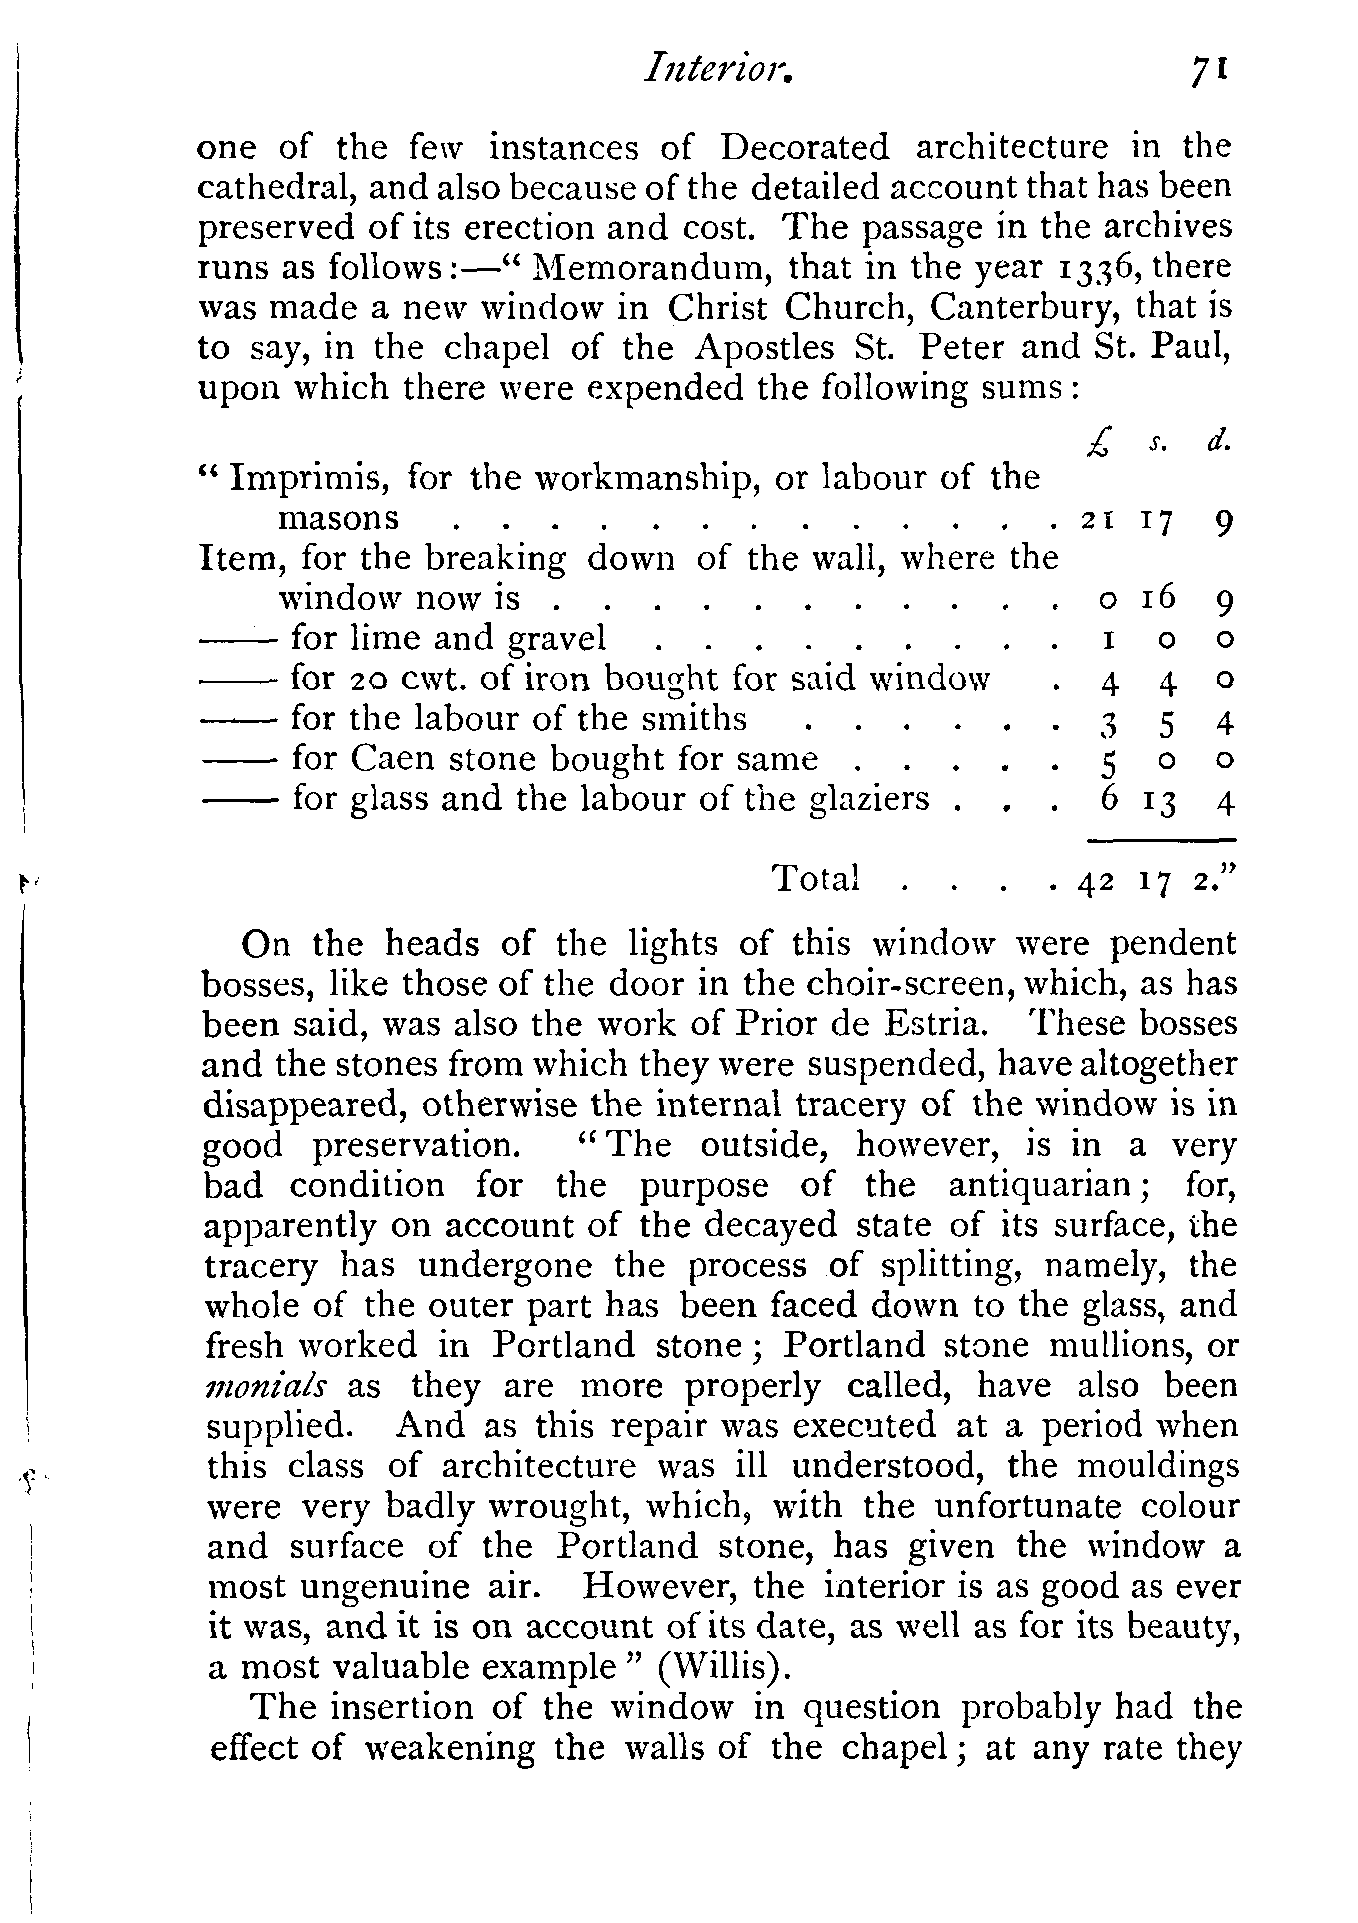 Interior. 71
one of the few instances of Decorated architecture in the
cathedral, and also because of the detailed account that has been
preserved of its erection and cost. The passage in the archives
runs as follows:—“ Memorandum, that in the year 1336, there
was made a new window in Christ Church, Canterbury, that is
to say, in the chapel of the Apostles St. Peter and St. Paul,
upon which there were expended the following sums :
£ s. d.
“ Imprimis, for the workmanship, or labour of the
masons . . . . . . . . . . . . . 21 17 9
Item, for the breaking down of the wall, where the
window now is . . . . . . . . . . . 0 16 9
—— for lime and gravel . . . . . . . . . 1 0 0
—— for 20 cwt. of iron bought for said window . 4 4 0
—— for the labour of the smiths . . . . . . 3 5 4
—— for Caen stone bought for same . . . . . 5 0 0
—— for glass and the labour of the glaziers . . . 6 13 4
Total . . . . 42 17 2.”
On the heads of the lights of this window were pendent
bosses, like those of the door in the choir-screen, which, as has
been said, was also the work of Prior de Estria. These bosses
and the stones from which they were suspended, have altogether
disappeared, otherwise the internal tracery of the window is in
good preservation. “ The outside, however, is in a very
bad condition for the purpose of the antiquarian ; for,
apparently on account of the decayed state of its surface, the
tracery has undergone the process of splitting, namely, the
whole of the outer part has been faced down to the glass, and
fresh worked in Portland stone ; Portland stone mullions, or
monials as they are more properly called, have also been
supplied. And as this repair was executed at a period when
this class of architecture was ill understood, the mouldings
were very badly wrought, which, with the unfortunate colour
and surface of the Portland stone, has given the window a
most ungenuine air. However, the interior is as good as ever
it was, and it is on account of its date, as well as for its beauty,
a most valuable example ” (Willis).
The insertion of the window in question probably had the
effect of weakening the walls of the chapel ; at any rate they